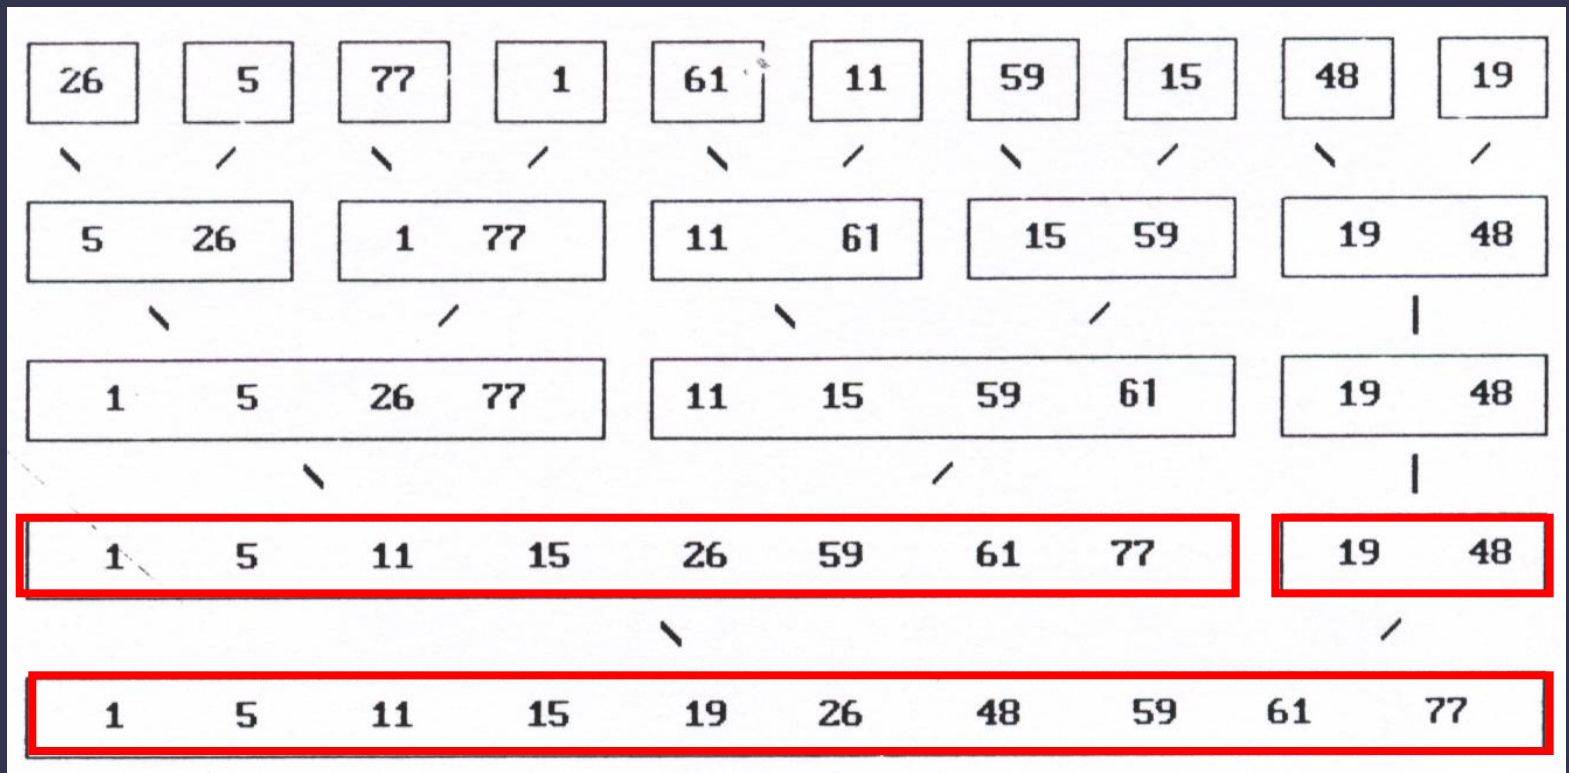 26 5 77 1 61 11 59 15 48 19
5 26 1 77 11 61 15 59 19 48
1 5 26 77 11 15 59 61 19 48
1 5 11 15 26 59 61 77 19 48
1 5 11 15 19 26 48 59 61 77